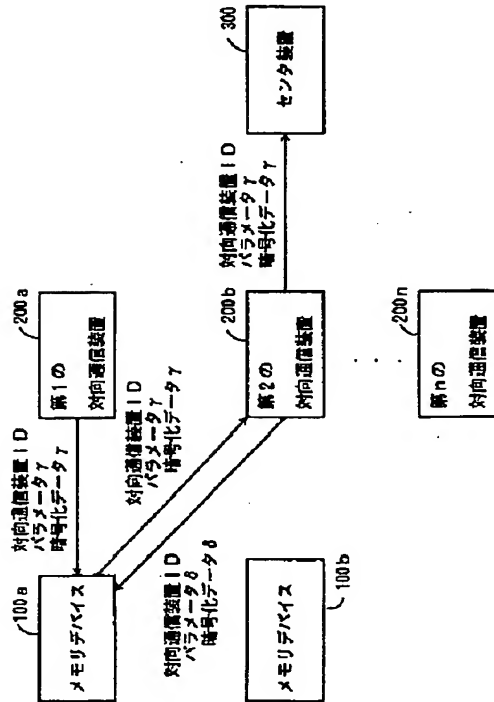 100a
メモリデバイス
対向通信装置ID
パラメータγ
暗号化データγ
200a
第1の
対向通信装置
対向通信装置ID
パラメータγ
暗号化データγ
対向通信装置ID
パラメータδ
暗号化データδ
100b
メモリデバイス
200b
第2の
対向通信装置
対向通信装置ID
パラメータγ
暗号化データγ
300
センタ装置
200n
第nの
対向通信装置